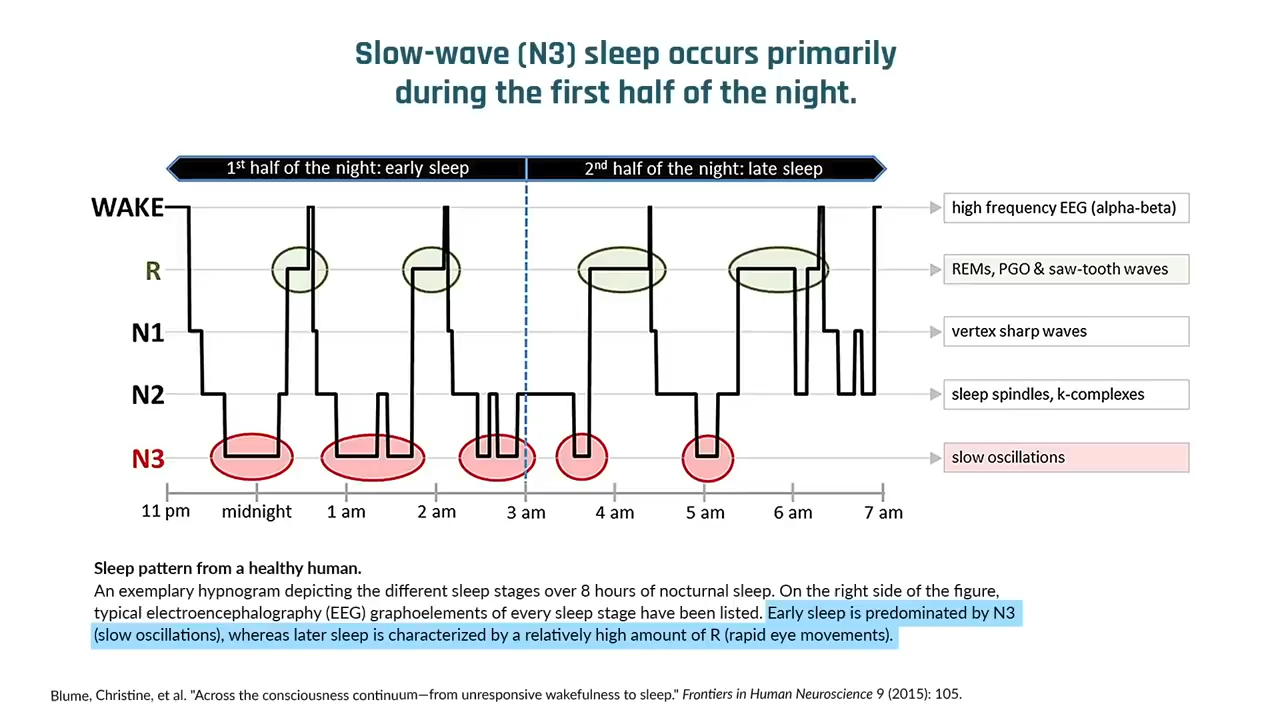 Slow-wave (N3) sleep occurs primarily
during the first half of the night.
1st half of the night: early sleep
2nd half of the night: late sleep
WAKE
high frequency EEG (alpha-beta)
R
REMs, PGO & saw-tooth waves
N1
vertex sharp waves
N2
sleep spindles, k-complexes
N3
slow oscillations
11 pm
midnight
1 am
2 am
3 am
4 am
5 am
6 am
7 am
Sleep pattern from a healthy human.
An exemplary hypnogram depicting the different sleep stages over 8 hours of nocturnal sleep. On the right side of the figure,
typical electroencephalography (EEG) graphoelements of every sleep stage have been listed. Early sleep is predominated by N3
(slow oscillations), whereas later sleep is characterized by a relatively high amount of R (rapid eye movements).
Blume, Christine, et al. "Across the consciousness continuum—from unresponsive wakefulness to sleep." Frontiers in Human Neuroscience 9 (2015): 105.